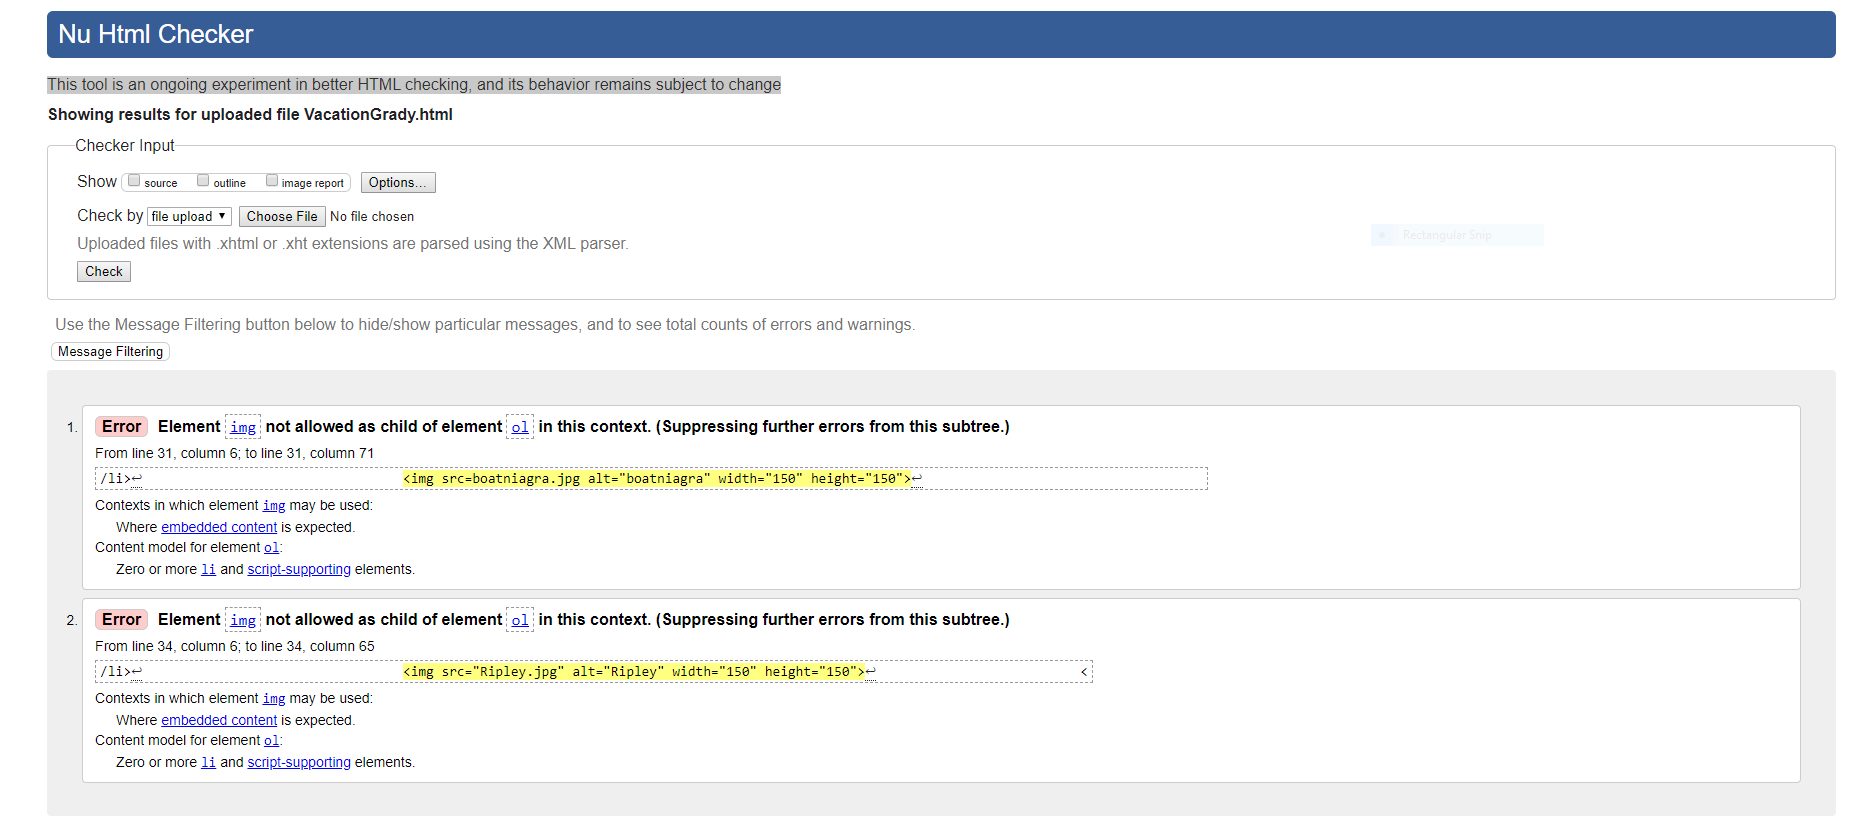 Nu Html Checker
This tool is an ongoing experiment in better HTML checking, and its behavior remains subject to change
Showing results for uploaded file VacationGrady.html
Checker Input
Show source outline image report Options...
Check by file upload ▼ Choose File No file chosen
Rectangular Snip
Uploaded files with .xhtml or .xht extensions are parsed using the XML parser.
Check
Use the Message Filtering button below to hide/show particular messages, and to see total counts of errors and warnings.
Message Filtering
1. Error Element img not allowed as child of element ol in this context. (Suppressing further errors from this subtree.)
From line 31, column 6; to line 31, column 71
/li>↩ <img src=boatniagra.jpg alt="boatniagra" width="150" height="150">↩
Contexts in which element img may be used:
Where embedded content is expected.
Content model for element ol:
Zero or more li and script-supporting elements.
2. Error Element img not allowed as child of element ol in this context. (Suppressing further errors from this subtree.)
From line 34, column 6; to line 34, column 65
/li>↩ <img src="Ripley.jpg" alt="Ripley" width="150" height="150">↩ <
Contexts in which element img may be used:
Where embedded content is expected.
Content model for element ol:
Zero or more li and script-supporting elements.